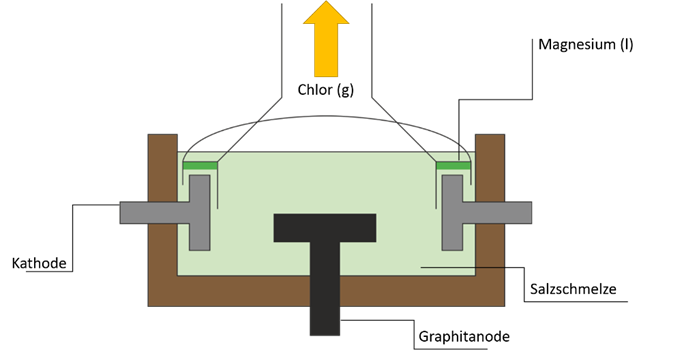 Magnesium (l)
Chlor (g)
Kathode
Salzschmelze
Graphitanode